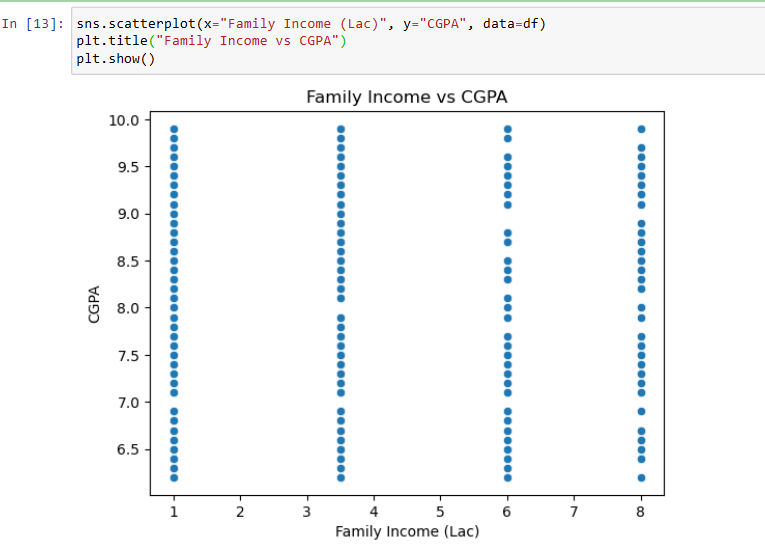 In [13]: sns.scatterplot(x="Family Income (Lac)", y="CGPA", data=df)
plt.title("Family Income vs CGPA")
plt.show()
Family Income vs CGPA
10.0
9.5
9.0
8.5
8.0
7.5
7.0
6.5
CGPA
1 2 3 4 5 6 7 8
Family Income (Lac)